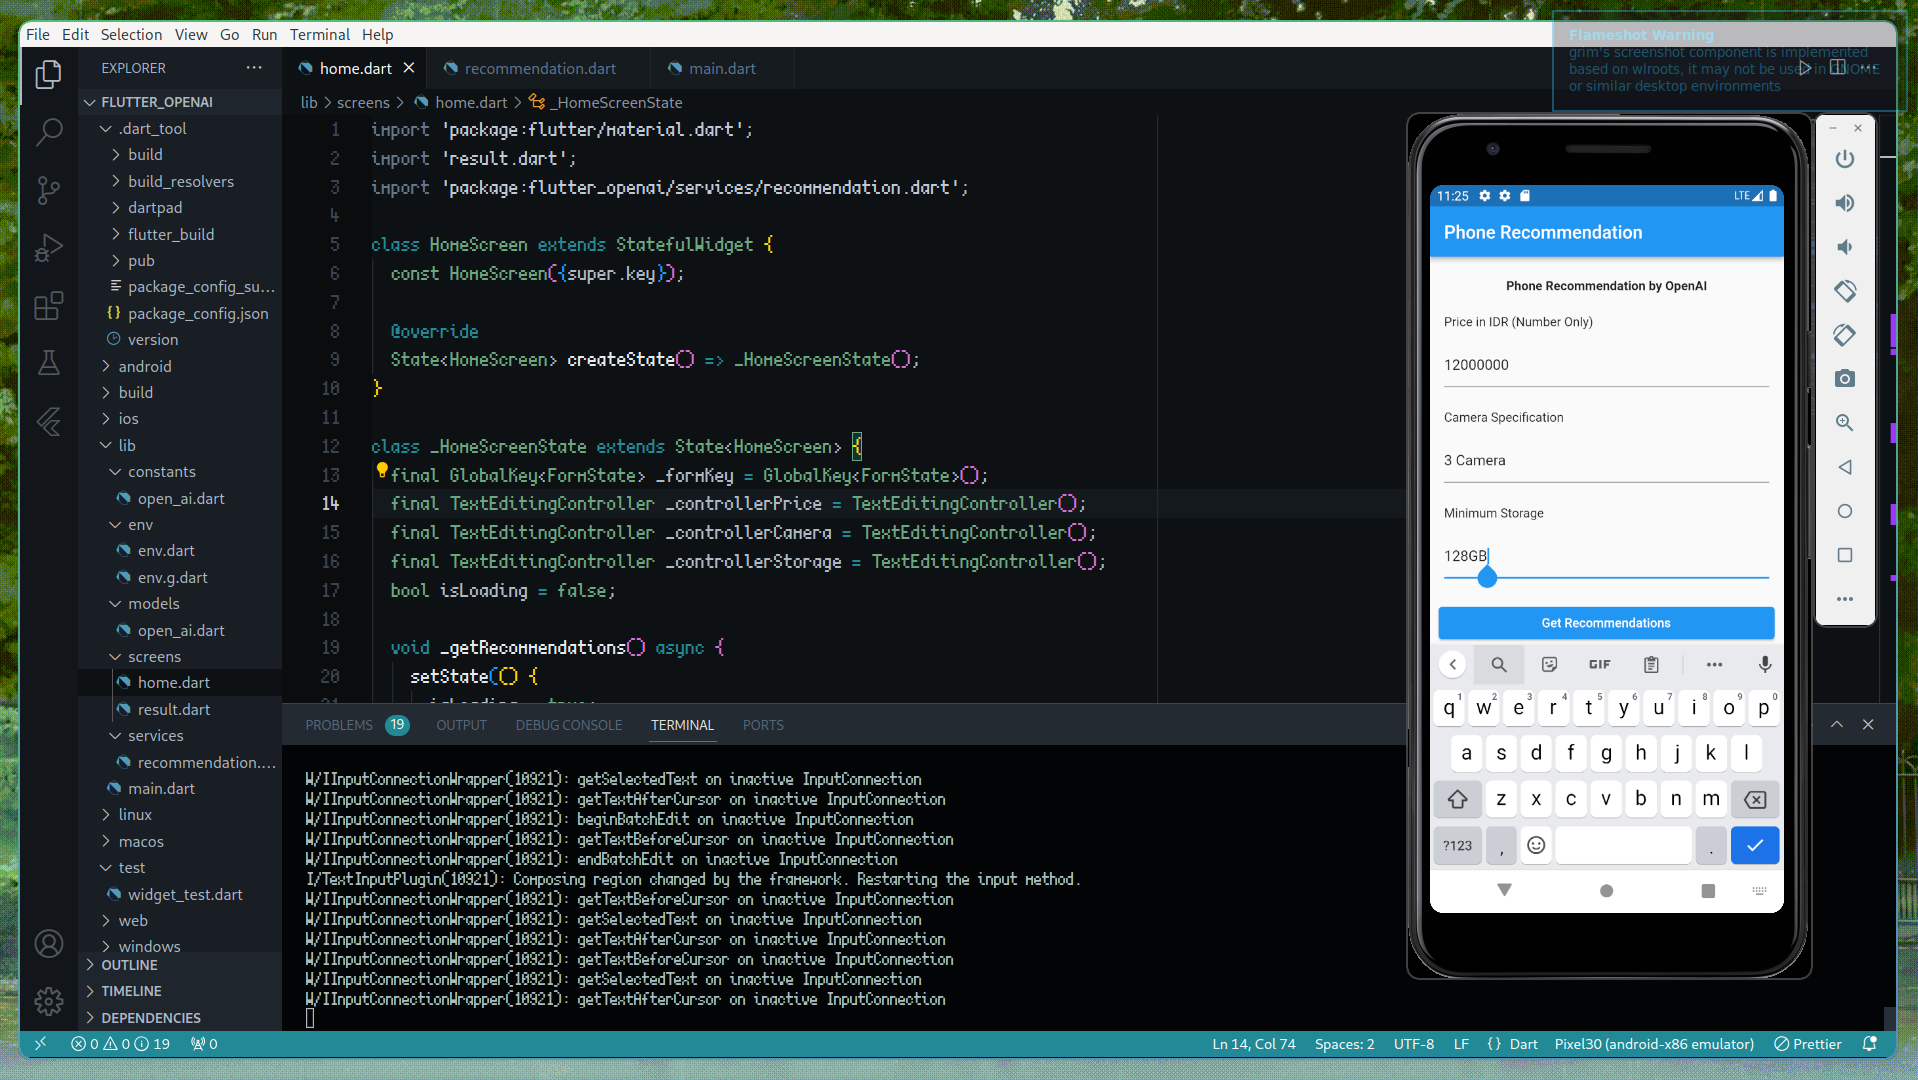 File Edit Selection View Go Run Terminal Help
Flameshot Warning
grim's screenshot component is implemented
based on wlroots, it may not be used in GNOME
or similar desktop environments
EXPLORER
home.dart
recommendation.dart
main.dart
FLUTTER_OPENAI
.dart_tool
build
build_resolvers
dartpad
flutter_build
pub
package_config_su...
package_config.json
version
android
build
ios
lib
constants
open_ai.dart
env
env.dart
env.g.dart
models
open_ai.dart
screens
home.dart
result.dart
services
recommendation....
main.dart
linux
macos
test
widget_test.dart
web
windows
OUTLINE
TIMELINE
DEPENDENCIES
lib > screens > home.dart > _HomeScreenState
1 import 'package:flutter/material.dart';
2 import 'result.dart';
3 import 'package:flutter_openai/services/recommendation.dart';
4
5 class HomeScreen extends StatefulWidget {
6 const HomeScreen({super.key});
7
8 @override
9 State<HomeScreen> createState() => _HomeScreenState();
10 }
11
12 class _HomeScreenState extends State<HomeScreen> {
13 final GlobalKey<FormState> _formKey = GlobalKey<FormState>();
14 final TextEditingController _controllerPrice = TextEditingController();
15 final TextEditingController _controllerCamera = TextEditingController();
16 final TextEditingController _controllerStorage = TextEditingController();
17 bool isLoading = false;
18
19 void _getRecommendations() async {
20 setState(() {
PROBLEMS 19 OUTPUT DEBUG CONSOLE TERMINAL PORTS
W/IInputConnectionWrapper(10921): getSelectedText on inactive InputConnection
W/IInputConnectionWrapper(10921): getTextAfterCursor on inactive InputConnection
W/IInputConnectionWrapper(10921): beginBatchEdit on inactive InputConnection
W/IInputConnectionWrapper(10921): getTextBeforeCursor on inactive InputConnection
W/IInputConnectionWrapper(10921): endBatchEdit on inactive InputConnection
I/TextInputPlugin(10921): Composing region changed by the framework. Restarting the input method.
W/IInputConnectionWrapper(10921): getTextBeforeCursor on inactive InputConnection
W/IInputConnectionWrapper(10921): getSelectedText on inactive InputConnection
W/IInputConnectionWrapper(10921): getTextAfterCursor on inactive InputConnection
W/IInputConnectionWrapper(10921): getTextBeforeCursor on inactive InputConnection
W/IInputConnectionWrapper(10921): getSelectedText on inactive InputConnection
W/IInputConnectionWrapper(10921): getTextAfterCursor on inactive InputConnection
11:25 LTE
Phone Recommendation
Phone Recommendation by OpenAI
Price in IDR (Number Only)
12000000
Camera Specification
3 Camera
Minimum Storage
128GB
Get Recommendations
GIF
q1 w2 e3 r4 t5 y6 u7 i8 o9 p0
a s d f g h j k l
z x c v b n m
?123 , .
0 0 19 0
Ln 14, Col 74 Spaces: 2 UTF-8 LF {} Dart Pixel30 (android-x86 emulator) Prettier